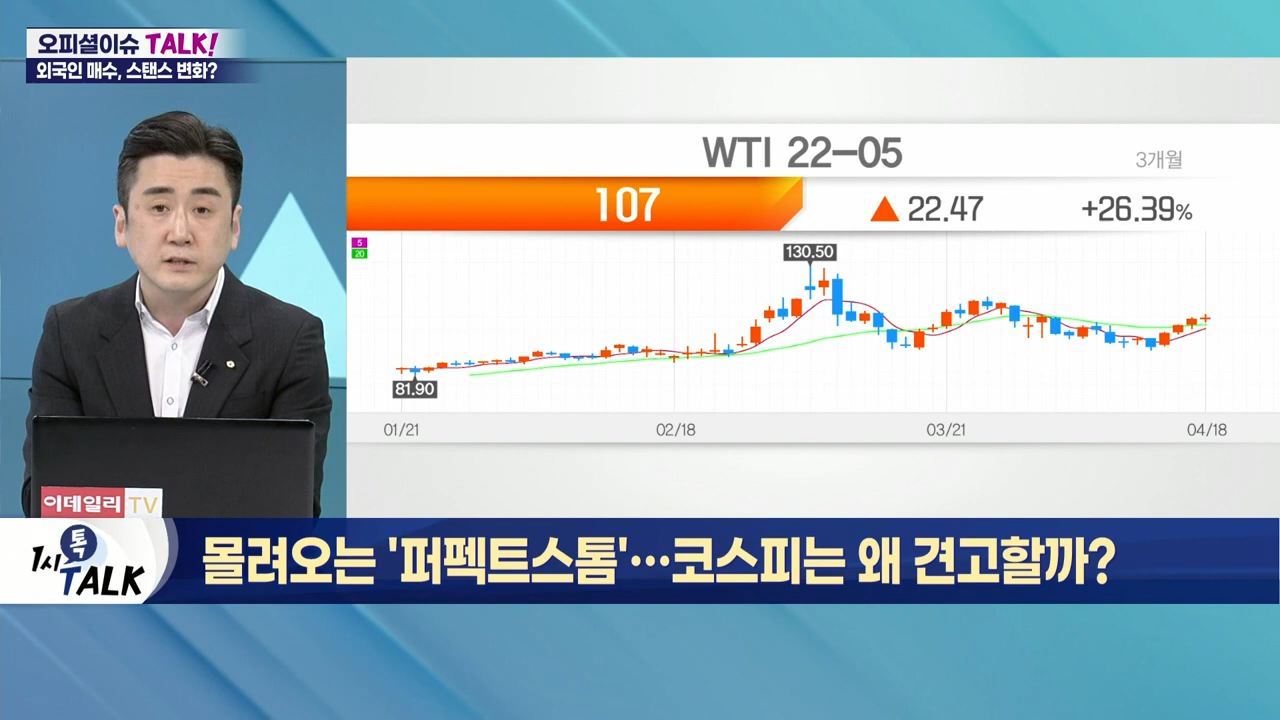 오피셜이슈 TALK!
외국인 매수, 스탠스 변화?
WTI 22-05
3개월
107
▲ 22.47
+26.39%
5
20
130.50
81.90
01/21
02/18
03/21
04/18
이데일리 TV
1시 톡 TALK
몰려오는 '퍼펙트스톰'…코스피는 왜 견고할까?